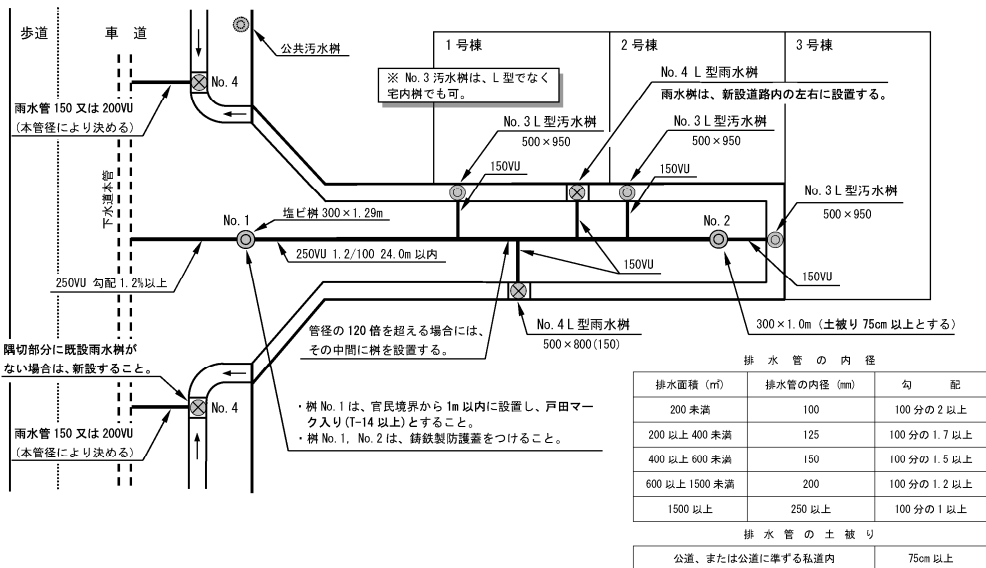 歩道
車道
公共汚水桝
No.4
雨水管 150 又は 200VU
(本管径により決める)
下水道本管
1号棟
2号棟
3号棟
※ No.3 汚水桝は、L 型でなく
宅内桝でも可。
No.4 L 型雨水桝
雨水桝は、新設道路内の左右に設置する。
No.3 L 型汚水桝
500×950
No.3 L 型汚水桝
500×950
150VU
150VU
No.3 L 型汚水桝
500×950
No.1
塩ビ桝 300×1.29m
No.2
250VU 1.2/100 24.0m 以内
250VU 勾配 1.2%以上
150VU
150VU
管径の 120 倍を超える場合には、
その中間に桝を設置する。
No.4 L 型雨水桝
500×800(150)
300×1.0m (土被り 75cm 以上とする)
隅切部分に既設雨水桝が
ない場合は、新設すること。
No.4
雨水管 150 又は 200VU
(本管径により決める)
・桝 No.1 は、官民境界から 1m 以内に設置し、戸田マー
ク入り(T-14 以上)とすること。
・桝 No.1, No.2 は、鋳鉄製防護蓋をつけること。
排水管の内径
排水面積 (㎡) 排水管の内径 (mm) 勾配
200 未満 100 100 分の 2 以上
200 以上 400 未満 125 100 分の 1.7 以上
400 以上 600 未満 150 100 分の 1.5 以上
600 以上 1500 未満 200 100 分の 1.2 以上
1500 以上 250 以上 100 分の 1 以上
排水管の土被り
公道、または公道に準ずる私道内 75cm 以上